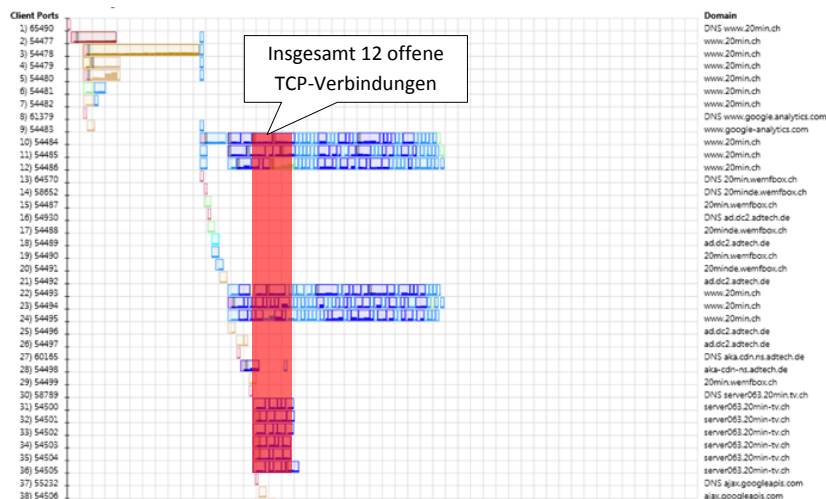 Client Ports Domain
Insgesamt 12 offene
TCP-Verbindungen
1) 65490 DNS www.20min.ch
2) 54477 www.20min.ch
3) 54478 www.20min.ch
4) 54479 www.20min.ch
5) 54480 www.20min.ch
6) 54481 www.20min.ch
7) 54482 www.20min.ch
8) 61379 DNS www.google.analytics.com
9) 54483 www.google-analytics.com
10) 54484 www.20min.ch
11) 54485 www.20min.ch
12) 54486 www.20min.ch
13) 64570 DNS 20min.wemfbox.ch
14) 58652 DNS 20minde.wemfbox.ch
15) 54487 20min.wemfbox.ch
16) 54930 DNS ad.dc2.adtech.de
17) 54488 20minde.wemfbox.ch
18) 54489 ad.dc2.adtech.de
19) 54490 20min.wemfbox.ch
20) 54491 20minde.wemfbox.ch
21) 54492 ad.dc2.adtech.de
22) 54493 www.20min.ch
23) 54494 www.20min.ch
24) 54495 www.20min.ch
25) 54496 ad.dc2.adtech.de
26) 54497 ad.dc2.adtech.de
27) 60165 DNS aka.cdn.ns.adtech.de
28) 54498 aka-cdn-ns.adtech.de
29) 54499 20min.wemfbox.ch
30) 58789 DNS server063.20min.tv.ch
31) 54500 server063.20min-tv.ch
32) 54501 server063.20min-tv.ch
33) 54502 server063.20min-tv.ch
34) 54503 server063.20min-tv.ch
35) 54504 server063.20min-tv.ch
36) 54505 server063.20min-tv.ch
37) 55232 DNS ajax.googleapis.com
38) 54506 ajax.googleapis.com